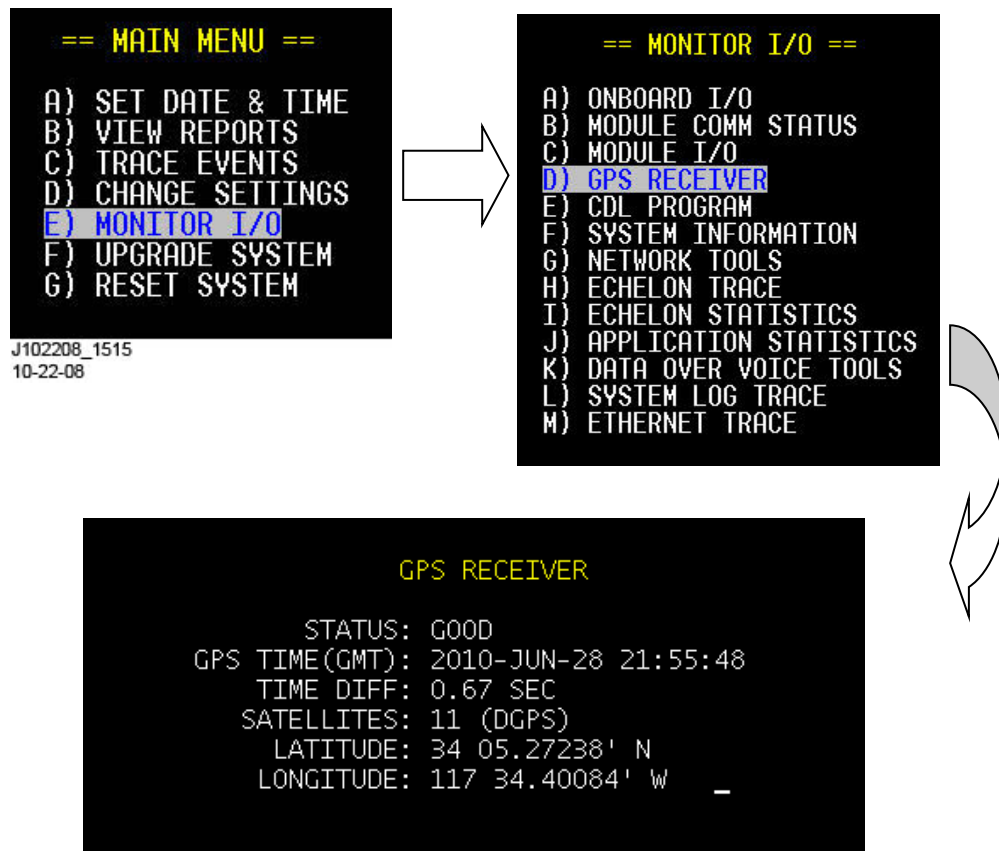 == MAIN MENU ==
A) SET DATE & TIME
B) VIEW REPORTS
C) TRACE EVENTS
D) CHANGE SETTINGS
E) MONITOR I/O
F) UPGRADE SYSTEM
G) RESET SYSTEM
J102208_1515
10-22-08
== MONITOR I/O ==
A) ONBOARD I/O
B) MODULE COMM STATUS
C) MODULE I/O
D) GPS RECEIVER
E) CDL PROGRAM
F) SYSTEM INFORMATION
G) NETWORK TOOLS
H) ECHELON TRACE
I) ECHELON STATISTICS
J) APPLICATION STATISTICS
K) DATA OVER VOICE TOOLS
L) SYSTEM LOG TRACE
M) ETHERNET TRACE
GPS RECEIVER
STATUS: GOOD
GPS TIME(GMT): 2010-JUN-28 21:55:48
TIME DIFF: 0.67 SEC
SATELLITES: 11 (DGPS)
LATITUDE: 34 05.27238' N
LONGITUDE: 117 34.40084' W _